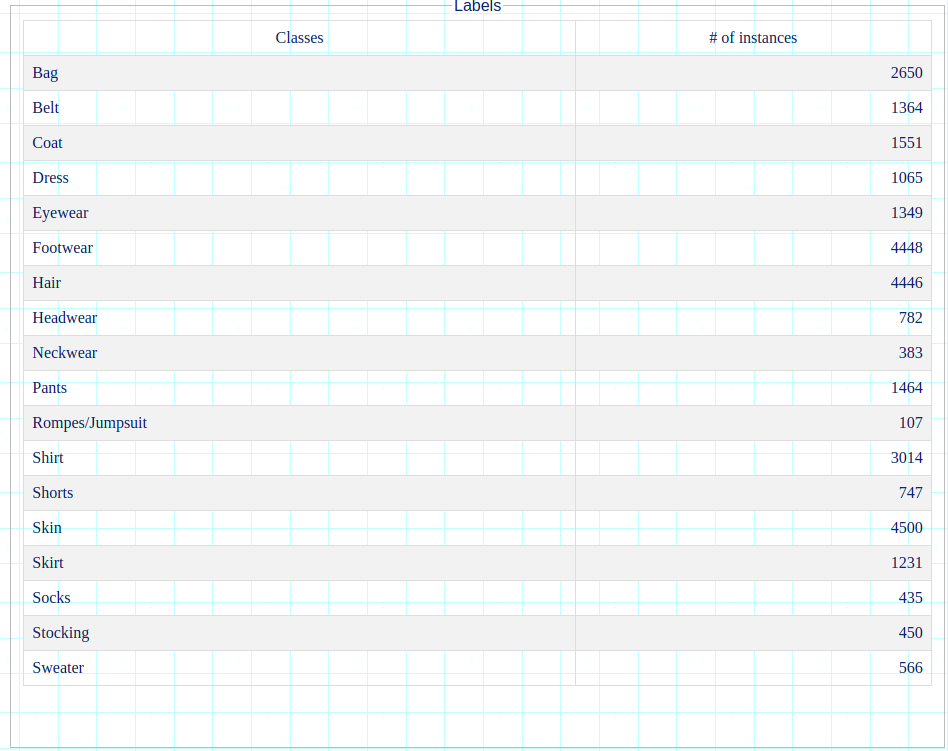 Labels
Classes # of instances
Bag 2650
Belt 1364
Coat 1551
Dress 1065
Eyewear 1349
Footwear 4448
Hair 4446
Headwear 782
Neckwear 383
Pants 1464
Rompes/Jumpsuit 107
Shirt 3014
Shorts 747
Skin 4500
Skirt 1231
Socks 435
Stocking 450
Sweater 566